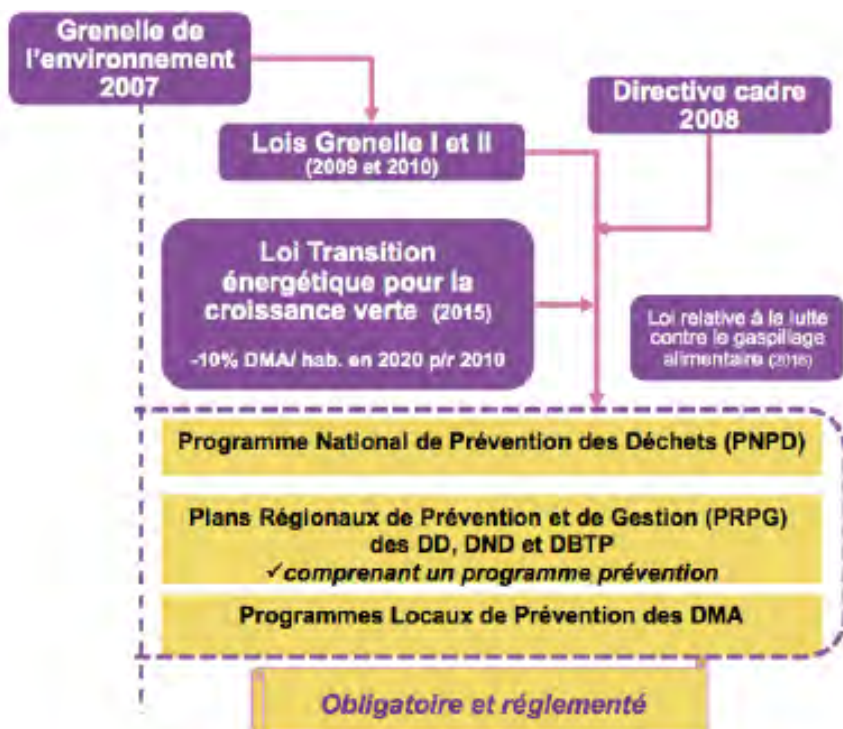 Grenelle de
l'environnement
2007
Directive cadre
2008
Lois Grenelle I et II
(2009 et 2010)
Loi Transition
énergétique pour la
croissance verte (2015)
-10% DMA/ hab. en 2020 p/r 2010
Loi relative à la lutte
contre le gaspillage
alimentaire (2016)
Programme National de Prévention des Déchets (PNPD)
Plans Régionaux de Prévention et de Gestion (PRPG)
des DD, DND et DBTP
✓comprenant un programme prévention
Programmes Locaux de Prévention des DMA
Obligatoire et réglementé